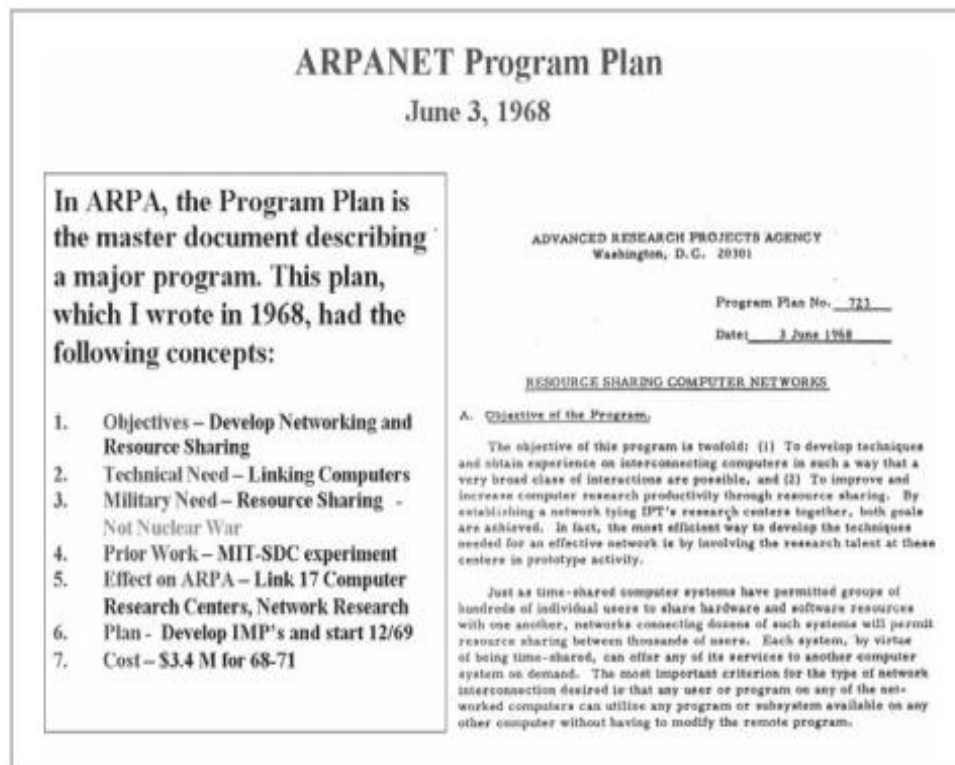 ARPANET Program Plan
June 3, 1968
In ARPA, the Program Plan is
the master document describing
a major program. This plan,
which I wrote in 1968, had the
following concepts:
1. Objectives – Develop Networking and
Resource Sharing
2. Technical Need – Linking Computers
3. Military Need – Resource Sharing -
Not Nuclear War
4. Prior Work – MIT-SDC experiment
5. Effect on ARPA – Link 17 Computer
Research Centers, Network Research
6. Plan - Develop IMP's and start 12/69
7. Cost – $3.4 M for 68-71
ADVANCED RESEARCH PROJECTS AGENCY
Washington, D.C. 20301
Program Plan No. 723
Date: 3 June 1968
RESOURCE SHARING COMPUTER NETWORKS
A. Objective of the Program.
The objective of this program is twofold: (1) To develop techniques
and obtain experience on interconnecting computers in such a way that a
very broad class of interactions are possible, and (2) To improve and
increase computer research productivity through resource sharing. By
establishing a network tying IPT's research centers together, both goals
are achieved. In fact, the most efficient way to develop the techniques
needed for an effective network is by involving the research talent at these
centers in prototype activity.
Just as time-shared computer systems have permitted groups of
hundreds of individual users to share hardware and software resources
with one another, networks connecting dozens of such systems will permit
resource sharing between thousands of users. Each system, by virtue
of being time-shared, can offer any of its services to another computer
system on demand. The most important criterion for the type of network
interconnection desired is that any user or program on any of the net-
worked computers can utilize any program or subsystem available on any
other computer without having to modify the remote program.